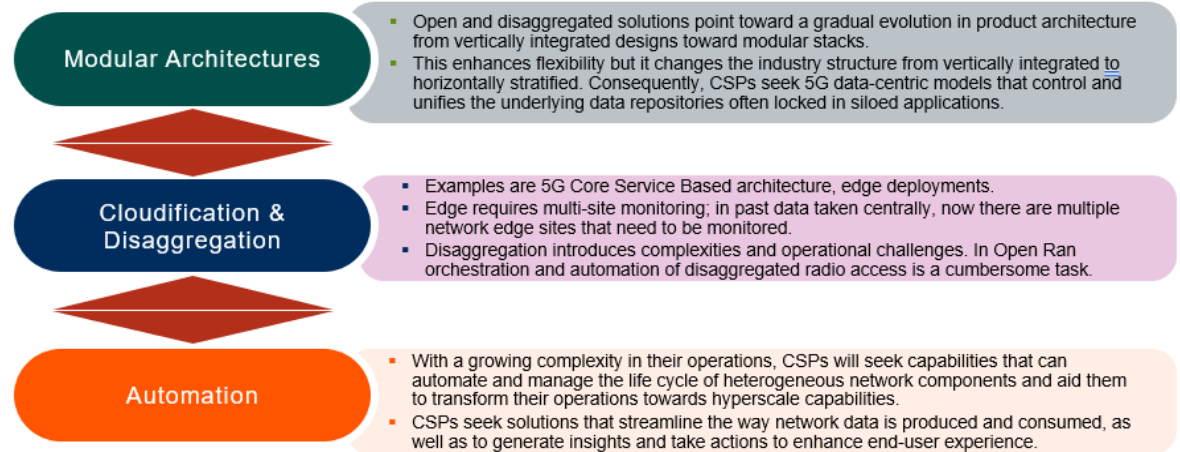 Modular Architectures
▪ Open and disaggregated solutions point toward a gradual evolution in product architecture
from vertically integrated designs toward modular stacks.
▪ This enhances flexibility but it changes the industry structure from vertically integrated to
horizontally stratified. Consequently, CSPs seek 5G data-centric models that control and
unifies the underlying data repositories often locked in siloed applications.
Cloudification &
Disaggregation
▪ Examples are 5G Core Service Based architecture, edge deployments.
▪ Edge requires multi-site monitoring; in past data taken centrally, now there are multiple
network edge sites that need to be monitored.
▪ Disaggregation introduces complexities and operational challenges. In Open Ran
orchestration and automation of disaggregated radio access is a cumbersome task.
Automation
▪ With a growing complexity in their operations, CSPs will seek capabilities that can
automate and manage the life cycle of heterogeneous network components and aid them
to transform their operations towards hyperscale capabilities.
▪ CSPs seek solutions that streamline the way network data is produced and consumed, as
well as to generate insights and take actions to enhance end-user experience.